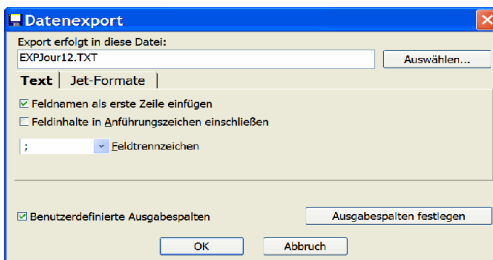 Datenexport
Export erfolgt in diese Datei:
EXPJour12.TXT
Auswählen...
Text | Jet-Formate |
Feldnamen als erste Zeile einfügen
Feldinhalte in Anführungszeichen einschließen
; Feldtrennzeichen
Benutzerdefinierte Ausgabespalten
Ausgabespalten festlegen
OK Abbruch